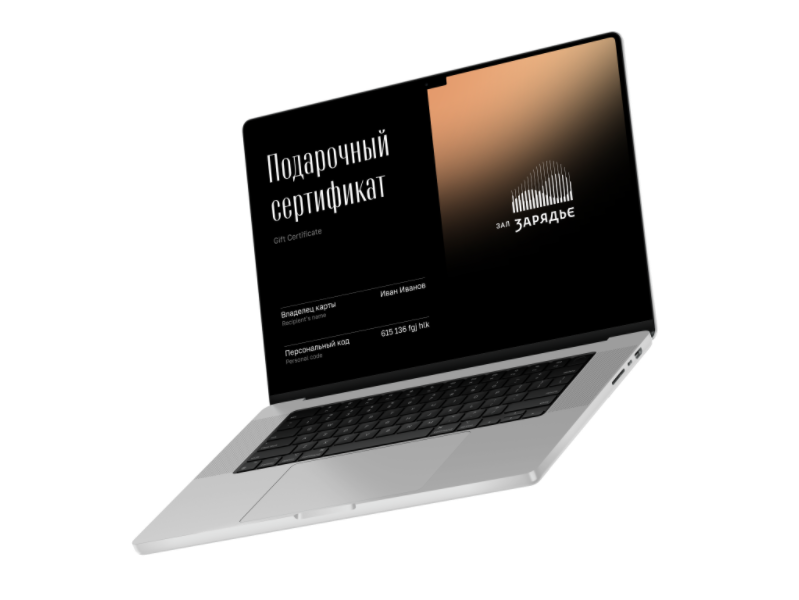 Подарочный
сертификат
Gift Certificate
Владелец карты
Иван Иванов
Recipient's name
Персональный код
615 136 fgj htk
Personal code
ЗАЛ ЗАРЯДЬЕ